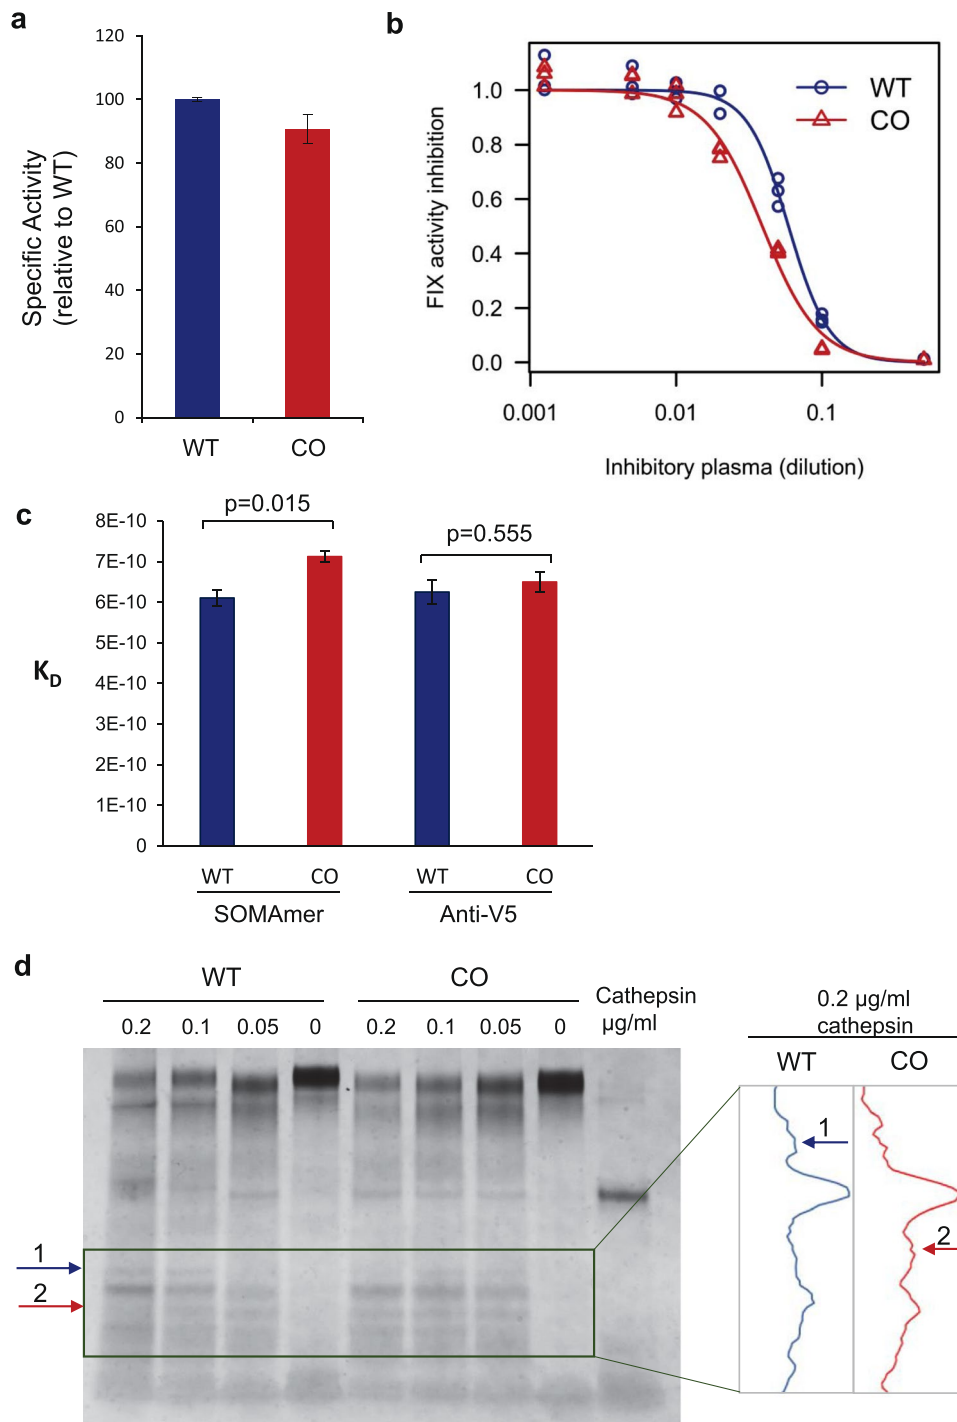 a
120
100
80
60
40
20
0
Specific Activity
(relative to WT)
WT CO
b
1.0
0.8
0.6
0.4
0.2
0.0
FIX activity inhibition
WT
CO
0.001 0.01 0.1
Inhibitory plasma (dilution)
c
8E-10
7E-10
6E-10
5E-10
4E-10
3E-10
2E-10
1E-10
0
KD
p=0.015
p=0.555
WT CO WT CO
SOMAmer Anti-V5
d
WT CO
0.2 0.1 0.05 0 0.2 0.1 0.05 0
Cathepsin
µg/ml
1
2
0.2 µg/ml
cathepsin
WT CO
1
2